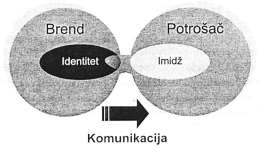 Brend
Potrošač
Identitet
Imidž
Komunikacija